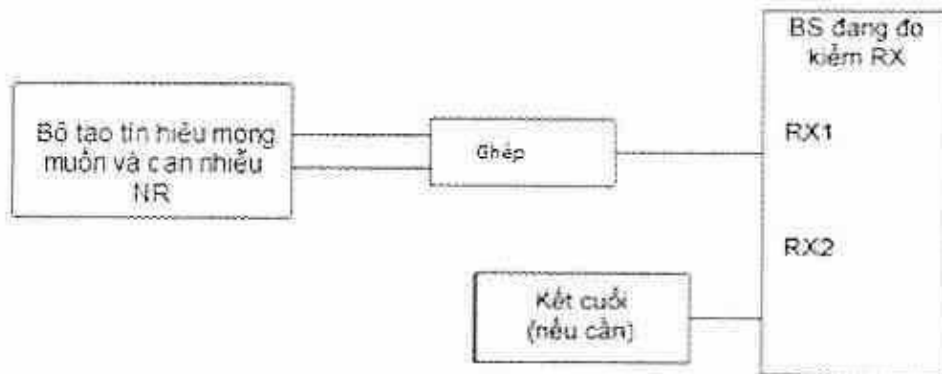 BS đang đo
kiểm RX
Bộ tạo tín hiệu mong
muốn và can nhiễu
NR
Ghép
RX1
RX2
Kết cuối
(nếu cần)